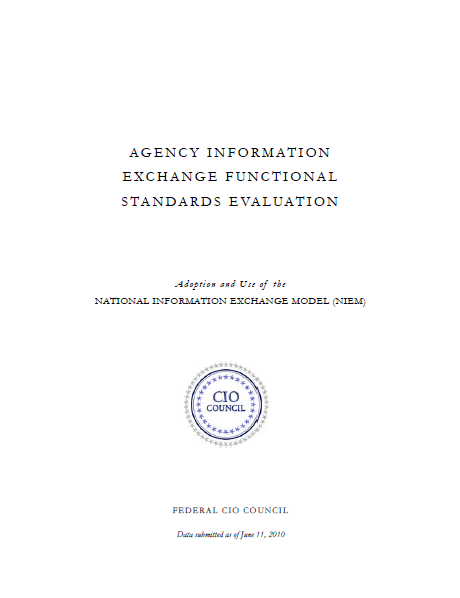 AGENCY INFORMATION
EXCHANGE FUNCTIONAL
STANDARDS EVALUATION
Adoption and Use of the
NATIONAL INFORMATION EXCHANGE MODEL (NIEM)
CIO
COUNCIL
FEDERAL CIO COUNCIL
Data submitted as of June 11, 2010